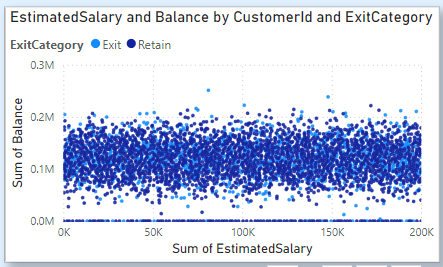 EstimatedSalary and Balance by CustomerId and ExitCategory
ExitCategory Exit Retain
0.3M
0.2M
0.1M
0.0M
Sum of Balance
0K 50K 100K 150K 200K
Sum of EstimatedSalary